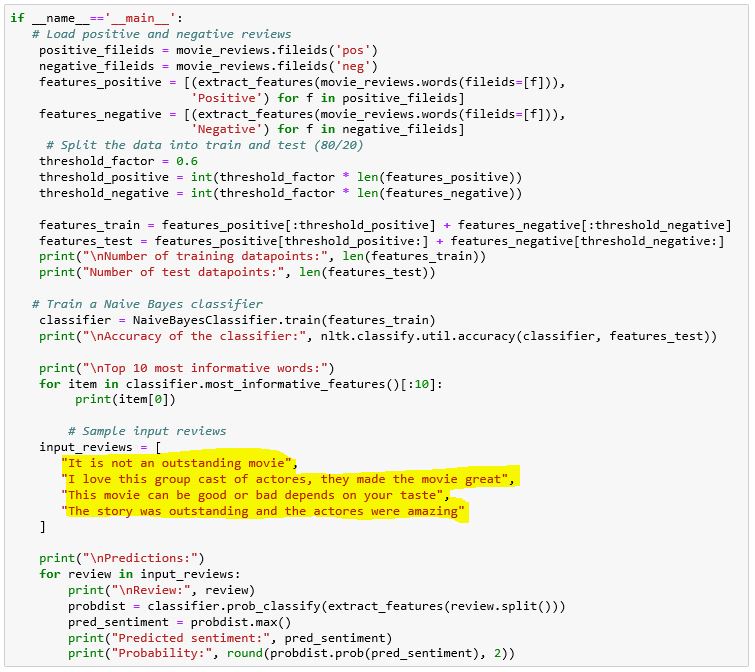 if __name__=='__main__':
# Load positive and negative reviews
positive_fileids = movie_reviews.fileids('pos')
negative_fileids = movie_reviews.fileids('neg')
features_positive = [(extract_features(movie_reviews.words(fileids=[f])),
'Positive') for f in positive_fileids]
features_negative = [(extract_features(movie_reviews.words(fileids=[f])),
'Negative') for f in negative_fileids]
# Split the data into train and test (80/20)
threshold_factor = 0.6
threshold_positive = int(threshold_factor * len(features_positive))
threshold_negative = int(threshold_factor * len(features_negative))
features_train = features_positive[:threshold_positive] + features_negative[:threshold_negative]
features_test = features_positive[threshold_positive:] + features_negative[threshold_negative:]
print("\nNumber of training datapoints:", len(features_train))
print("Number of test datapoints:", len(features_test))
# Train a Naive Bayes classifier
classifier = NaiveBayesClassifier.train(features_train)
print("\nAccuracy of the classifier:", nltk.classify.util.accuracy(classifier, features_test))
print("\nTop 10 most informative words:")
for item in classifier.most_informative_features()[:10]:
print(item[0])
# Sample input reviews
input_reviews = [
"It is not an outstanding movie",
"I love this group cast of actores, they made the movie great",
"This movie can be good or bad depends on your taste",
"The story was outstanding and the actores were amazing"
]
print("\nPredictions:")
for review in input_reviews:
print("\nReview:", review)
probdist = classifier.prob_classify(extract_features(review.split()))
pred_sentiment = probdist.max()
print("Predicted sentiment:", pred_sentiment)
print("Probability:", round(probdist.prob(pred_sentiment), 2))